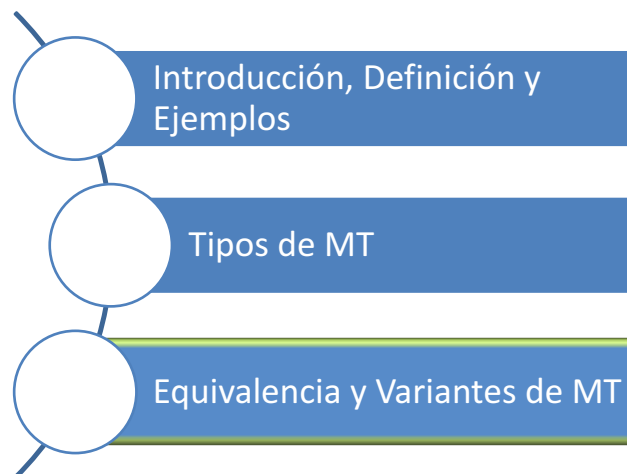 Introducción, Definición y
Ejemplos
Tipos de MT
Equivalencia y Variantes de MT